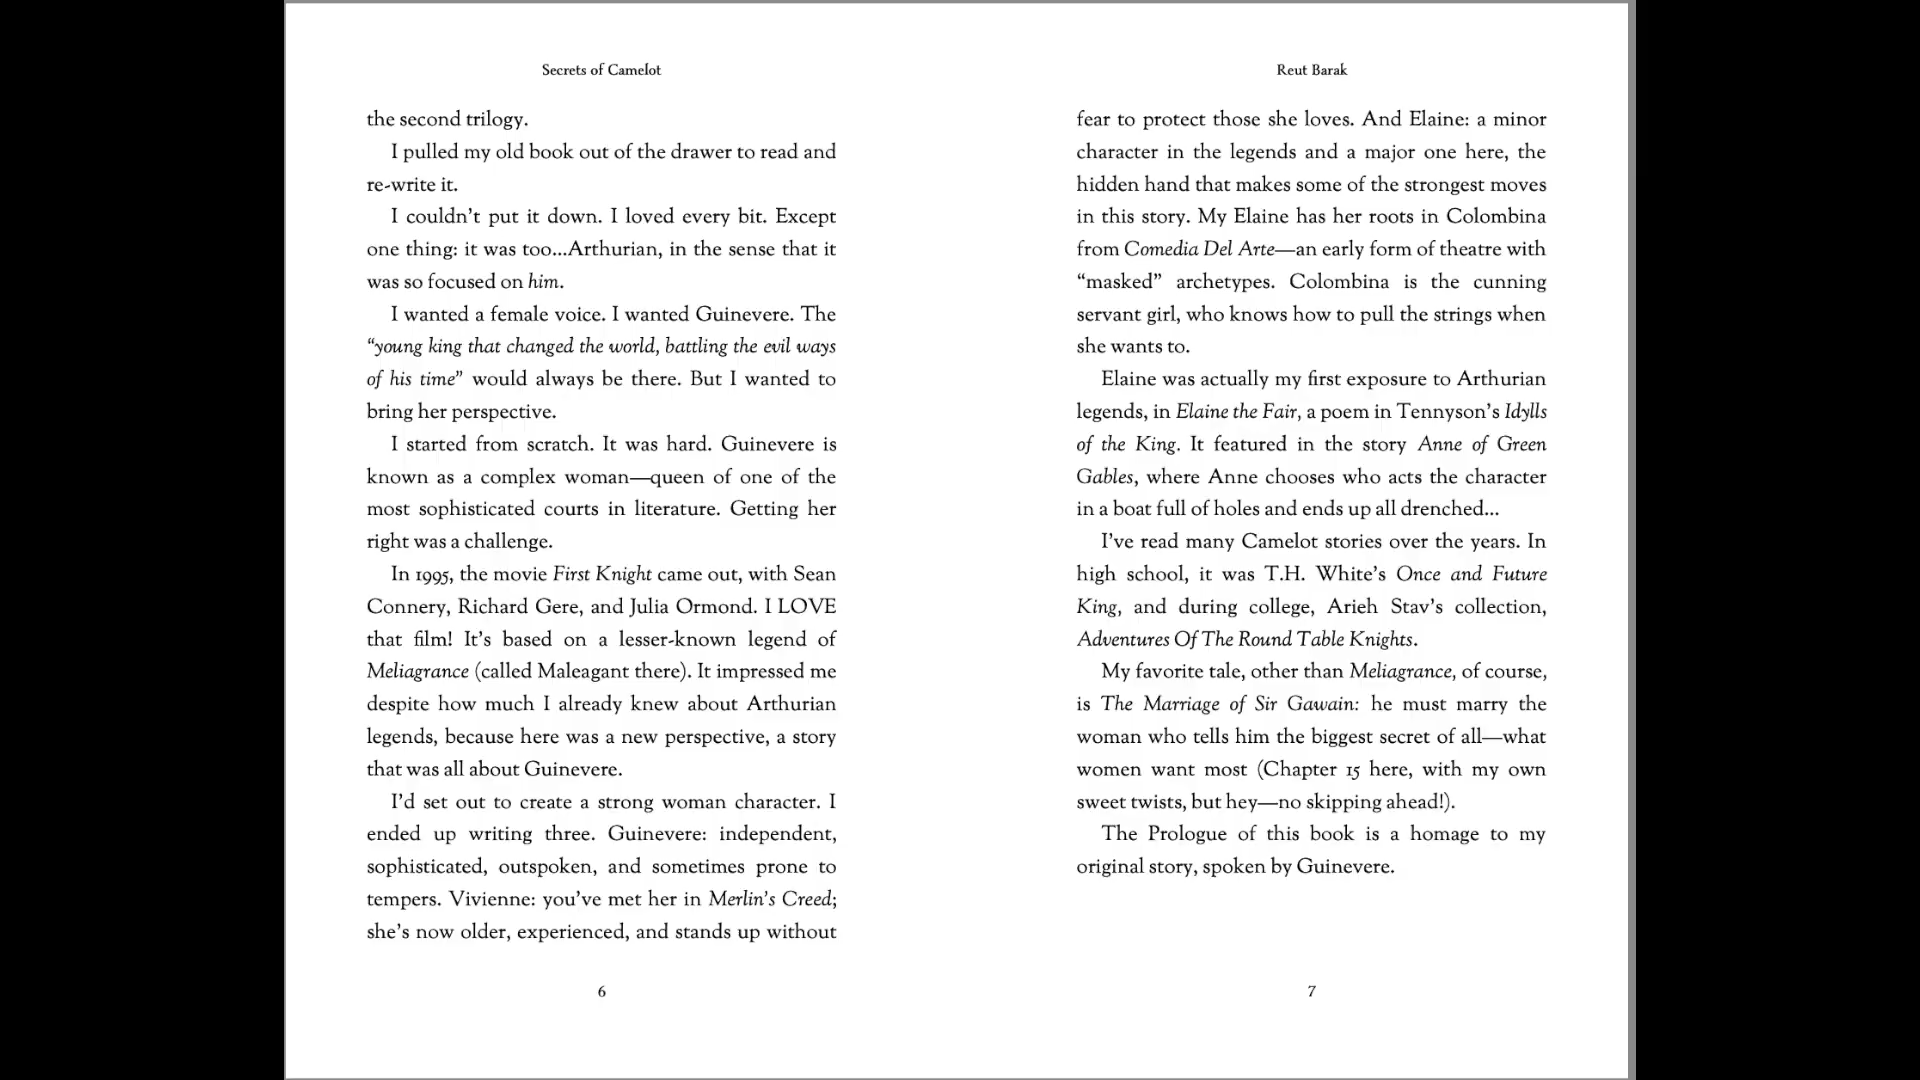 Secrets of Camelot
the second trilogy.
I pulled my old book out of the drawer to read and
re-write it.
I couldn't put it down. I loved every bit. Except
one thing: it was too...Arthurian, in the sense that it
was so focused on him.
I wanted a female voice. I wanted Guinevere. The
“young king that changed the world, battling the evil ways
of his time” would always be there. But I wanted to
bring her perspective.
I started from scratch. It was hard. Guinevere is
known as a complex woman—queen of one of the
most sophisticated courts in literature. Getting her
right was a challenge.
In 1995, the movie First Knight came out, with Sean
Connery, Richard Gere, and Julia Ormond. I LOVE
that film! It's based on a lesser-known legend of
Meliagrance (called Maleagant there). It impressed me
despite how much I already knew about Arthurian
legends, because here was a new perspective, a story
that was all about Guinevere.
I'd set out to create a strong woman character. I
ended up writing three. Guinevere: independent,
sophisticated, outspoken, and sometimes prone to
tempers. Vivienne: you've met her in Merlin's Creed;
she's now older, experienced, and stands up without
6
Reut Barak
fear to protect those she loves. And Elaine: a minor
character in the legends and a major one here, the
hidden hand that makes some of the strongest moves
in this story. My Elaine has her roots in Colombina
from Comedia Del Arte—an early form of theatre with
“masked” archetypes. Colombina is the cunning
servant girl, who knows how to pull the strings when
she wants to.
Elaine was actually my first exposure to Arthurian
legends, in Elaine the Fair, a poem in Tennyson's Idylls
of the King. It featured in the story Anne of Green
Gables, where Anne chooses who acts the character
in a boat full of holes and ends up all drenched...
I've read many Camelot stories over the years. In
high school, it was T.H. White's Once and Future
King, and during college, Arieh Stav's collection,
Adventures Of The Round Table Knights.
My favorite tale, other than Meliagrance, of course,
is The Marriage of Sir Gawain: he must marry the
woman who tells him the biggest secret of all—what
women want most (Chapter 15 here, with my own
sweet twists, but hey—no skipping ahead!).
The Prologue of this book is a homage to my
original story, spoken by Guinevere.
7